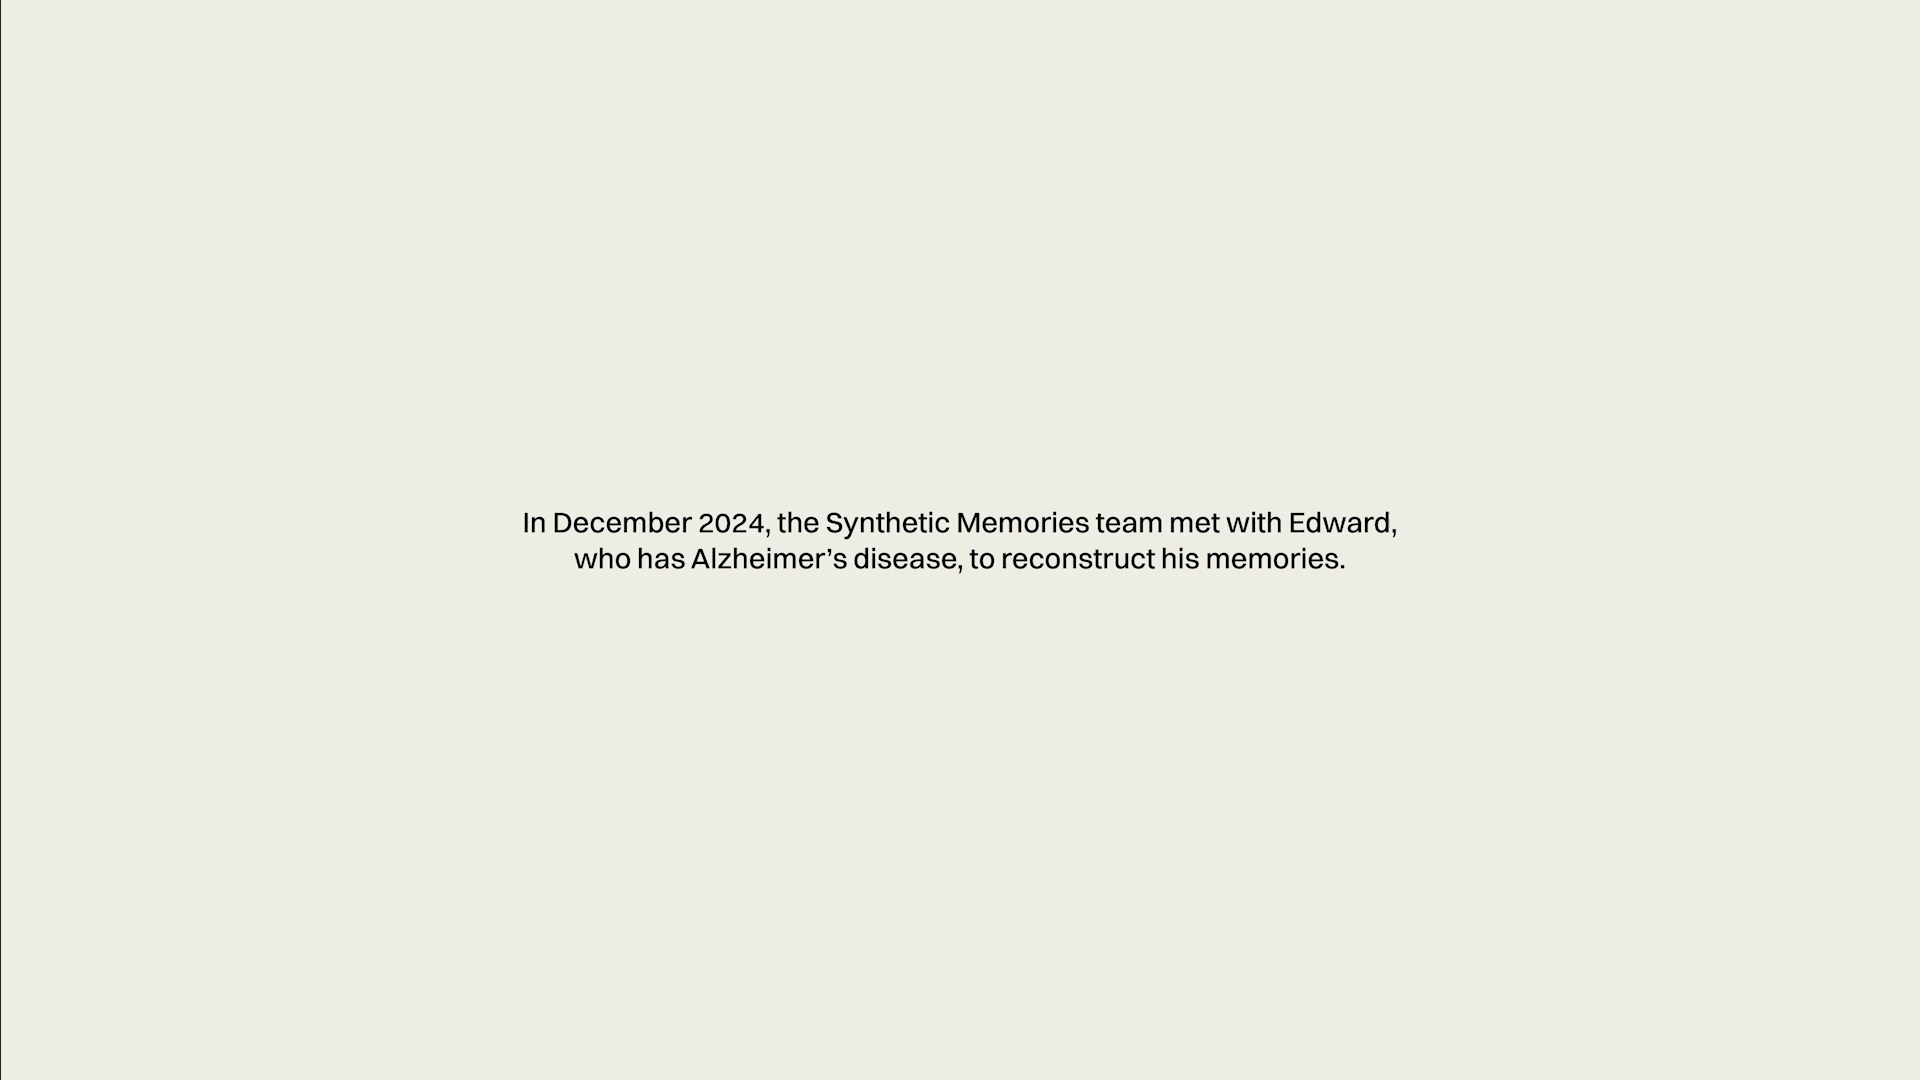 In December 2024, the Synthetic Memories team met with Edward,
who has Alzheimer’s disease, to reconstruct his memories.